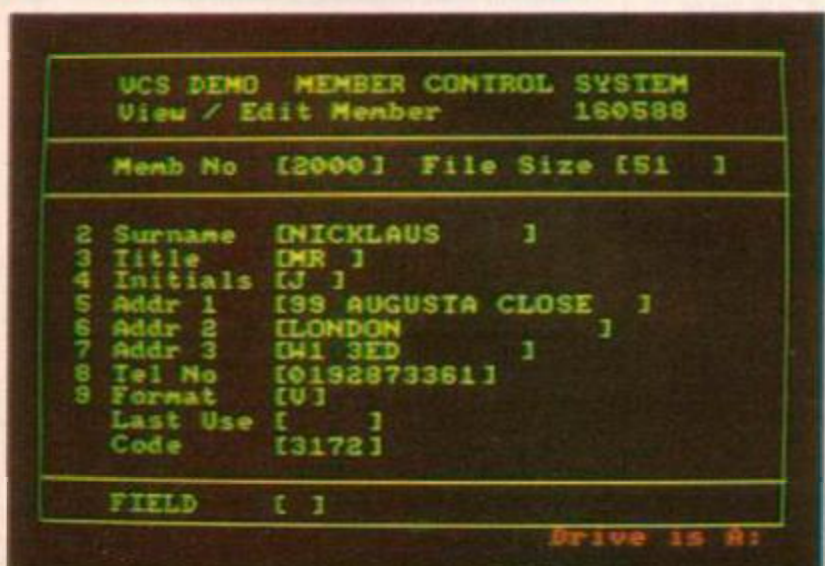 VCS DEMO MEMBER CONTROL SYSTEM
View / Edit Member 160588
Memb No [2000] File Size [51 ]
2 Surname [NICKLAUS ]
3 Title [MR ]
4 Initials [J ]
5 Addr 1 [99 AUGUSTA CLOSE ]
6 Addr 2 [LONDON ]
7 Addr 3 [W1 3ED ]
8 Tel No [0192873361]
9 Format [V]
Last Use [ ]
Code [3172]
FIELD [ ]
Drive is A: